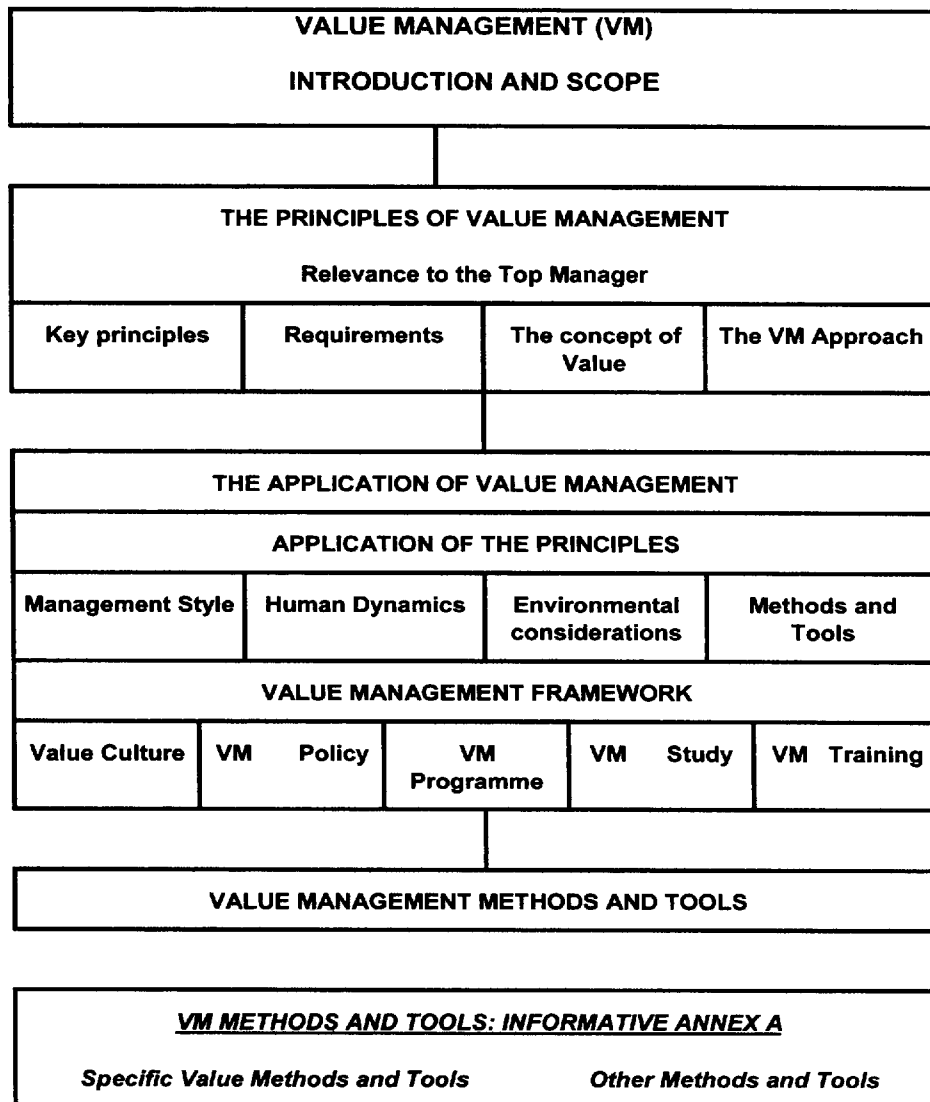 VALUE MANAGEMENT (VM)
INTRODUCTION AND SCOPE
THE PRINCIPLES OF VALUE MANAGEMENT
Relevance to the Top Manager
Key principles
Requirements
The concept of
Value
The VM Approach
THE APPLICATION OF VALUE MANAGEMENT
APPLICATION OF THE PRINCIPLES
Management Style
Human Dynamics
Environmental
considerations
Methods and
Tools
VALUE MANAGEMENT FRAMEWORK
Value Culture
VM Policy
VM
Programme
VM Study
VM Training
VALUE MANAGEMENT METHODS AND TOOLS
VM METHODS AND TOOLS: INFORMATIVE ANNEX A
Specific Value Methods and Tools
Other Methods and Tools